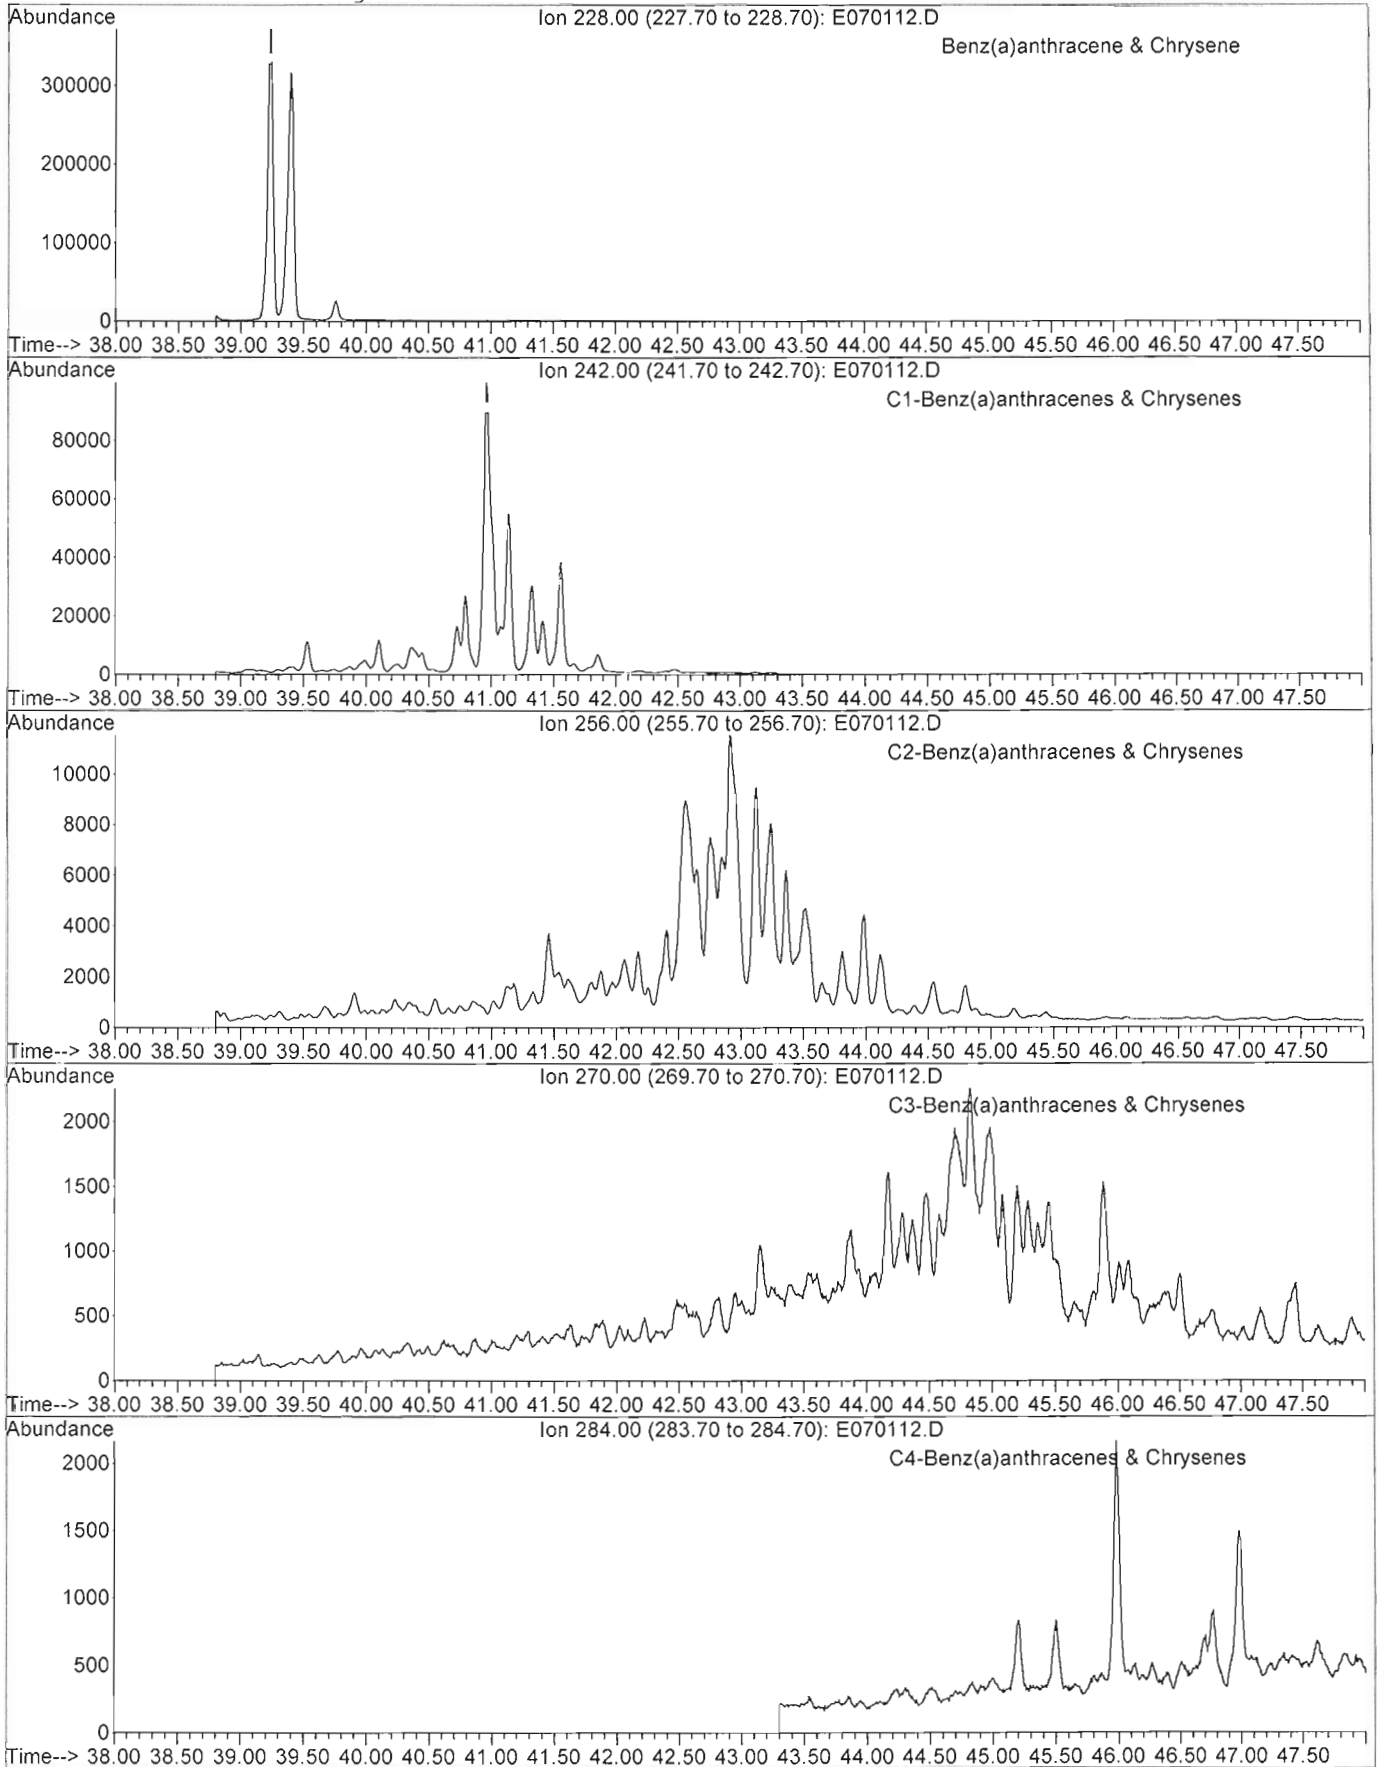 Abundance
Ion 228.00 (227.70 to 228.70): E070112.D
Benz(a)anthracene & Chrysene
300000
200000
100000
0
Time--> 38.00 38.50 39.00 39.50 40.00 40.50 41.00 41.50 42.00 42.50 43.00 43.50 44.00 44.50 45.00 45.50 46.00 46.50 47.00 47.50
Abundance
Ion 242.00 (241.70 to 242.70): E070112.D
C1-Benz(a)anthracenes & Chrysenes
80000
60000
40000
20000
0
Time--> 38.00 38.50 39.00 39.50 40.00 40.50 41.00 41.50 42.00 42.50 43.00 43.50 44.00 44.50 45.00 45.50 46.00 46.50 47.00 47.50
Abundance
Ion 256.00 (255.70 to 256.70): E070112.D
C2-Benz(a)anthracenes & Chrysenes
10000
8000
6000
4000
2000
0
Time--> 38.00 38.50 39.00 39.50 40.00 40.50 41.00 41.50 42.00 42.50 43.00 43.50 44.00 44.50 45.00 45.50 46.00 46.50 47.00 47.50
Abundance
Ion 270.00 (269.70 to 270.70): E070112.D
C3-Benz(a)anthracenes & Chrysenes
2000
1500
1000
500
0
Time--> 38.00 38.50 39.00 39.50 40.00 40.50 41.00 41.50 42.00 42.50 43.00 43.50 44.00 44.50 45.00 45.50 46.00 46.50 47.00 47.50
Abundance
Ion 284.00 (283.70 to 284.70): E070112.D
C4-Benz(a)anthracenes & Chrysenes
2000
1500
1000
500
0
Time--> 38.00 38.50 39.00 39.50 40.00 40.50 41.00 41.50 42.00 42.50 43.00 43.50 44.00 44.50 45.00 45.50 46.00 46.50 47.00 47.50